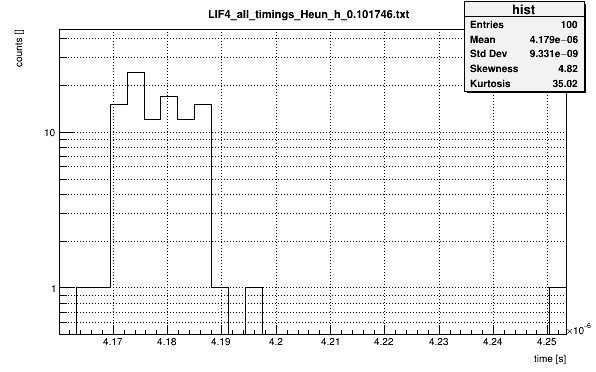 LIF4_all_timings_Heun_h_0.101746.txt
hist
Entries 100
Mean 4.179e−06
Std Dev 9.331e−09
Skewness 4.82
Kurtosis 35.02
counts []
10
1
4.17 4.18 4.19 4.2 4.21 4.22 4.23 4.24 4.25
×10⁻⁶
time [s]